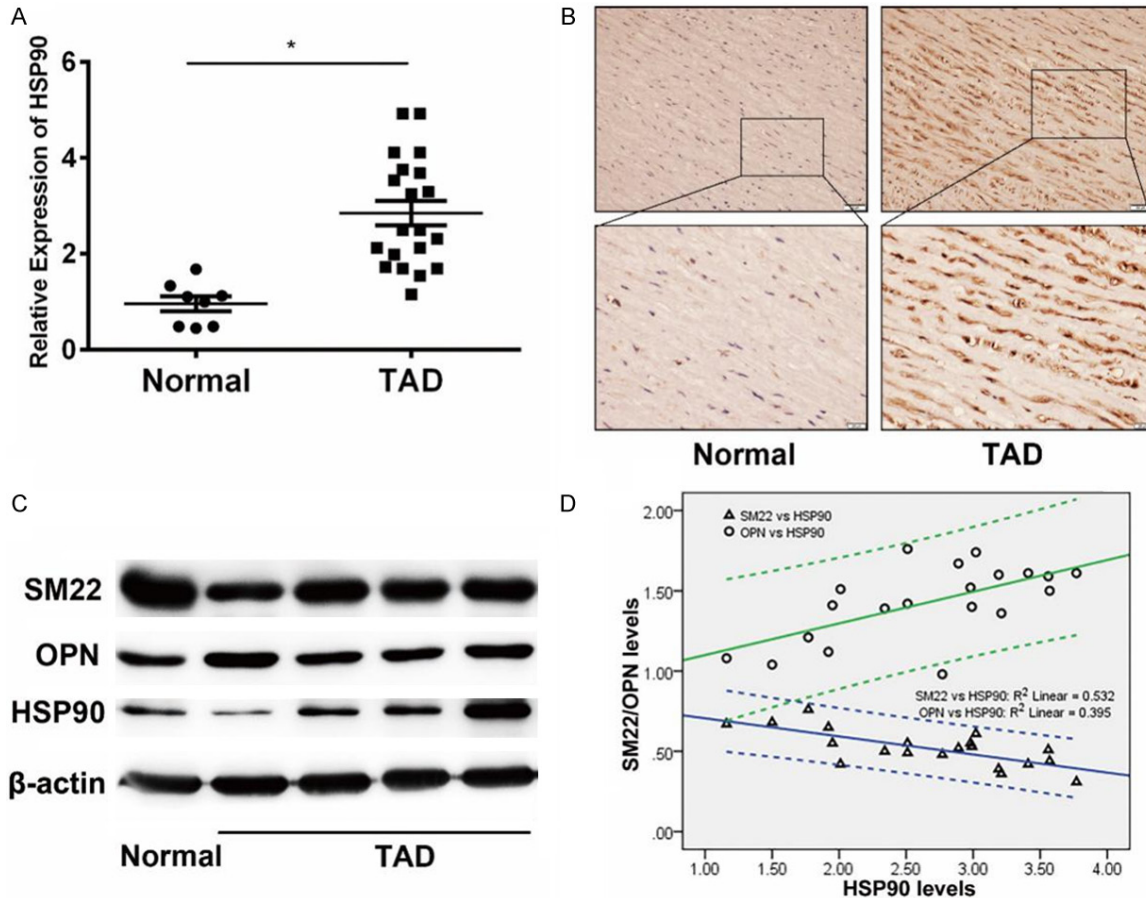 A
Relative Expression of HSP90
6
4
2
0
*
Normal
TAD
B
Normal
TAD
C
SM22
OPN
HSP90
β-actin
Normal
TAD
D
SM22/OPN levels
2.00
1.50
1.00
.50
.00
SM22 vs HSP90
OPN vs HSP90
SM22 vs HSP90: R² Linear = 0.532
OPN vs HSP90: R² Linear = 0.395
1.00 1.50 2.00 2.50 3.00 3.50 4.00
HSP90 levels